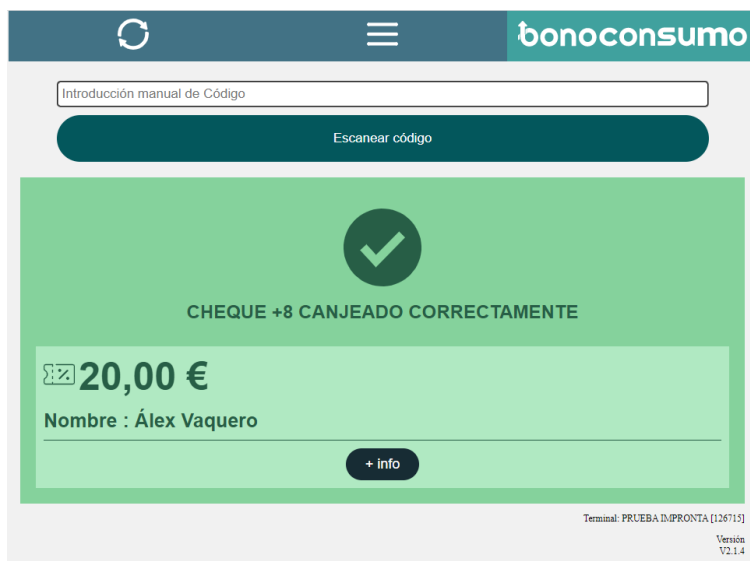 bonoconsumo
Introducción manual de Código
Escanear código
CHEQUE +8 CANJEADO CORRECTAMENTE
20,00 €
Nombre : Álex Vaquero
+ info
Terminal: PRUEBA IMPRONTA [126715]
Versión
V2.1.4